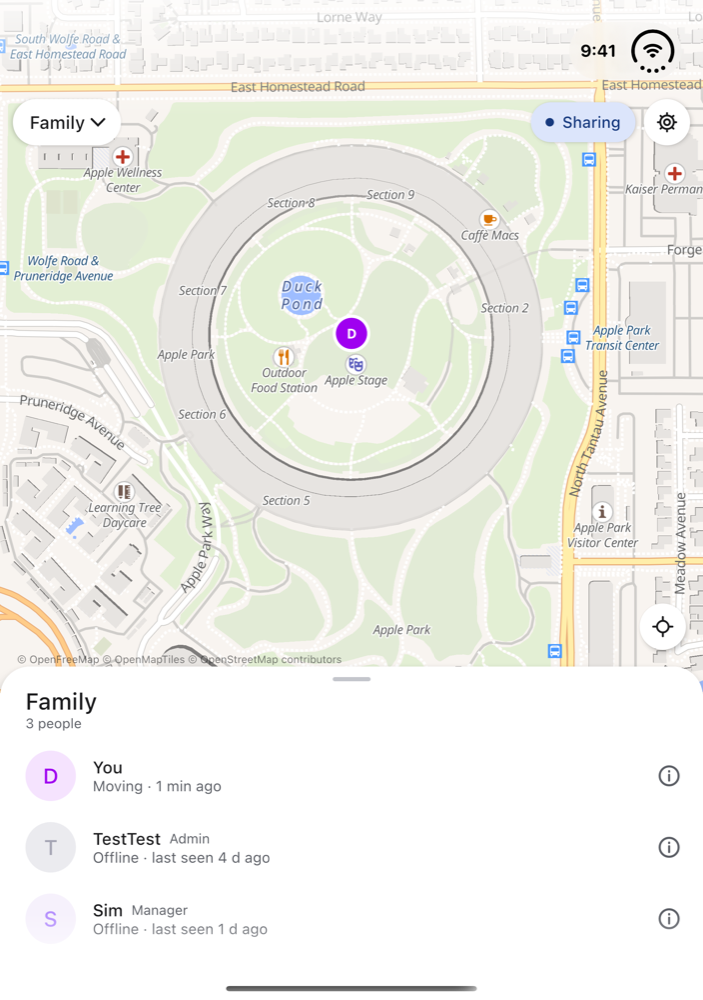 Lorne Way
South Wolfe Road &
East Homestead Road
9:41
East Homestead Road
East Homestead
Family
Sharing
Apple Wellness
Center
Kaiser Perman
Section 8
Section 9
Caffè Macs
Wolfe Road &
Pruneridge Avenue
Forge
Section 7
Duck
Pond
D
Section 2
Apple Park
Transit Center
Apple Park
Outdoor
Food Station
Apple Stage
Pruneridge Avenue
Section 6
North Tantau Avenue
Learning Tree
Daycare
Section 5
Apple Park Way
Apple Park
Visitor Center
Meadow Avenue
Apple Park
© OpenFreeMap © OpenMapTiles © OpenStreetMap contributors
Family
3 people
D
You
Moving · 1 min ago
T
TestTest Admin
Offline · last seen 4 d ago
S
Sim Manager
Offline · last seen 1 d ago